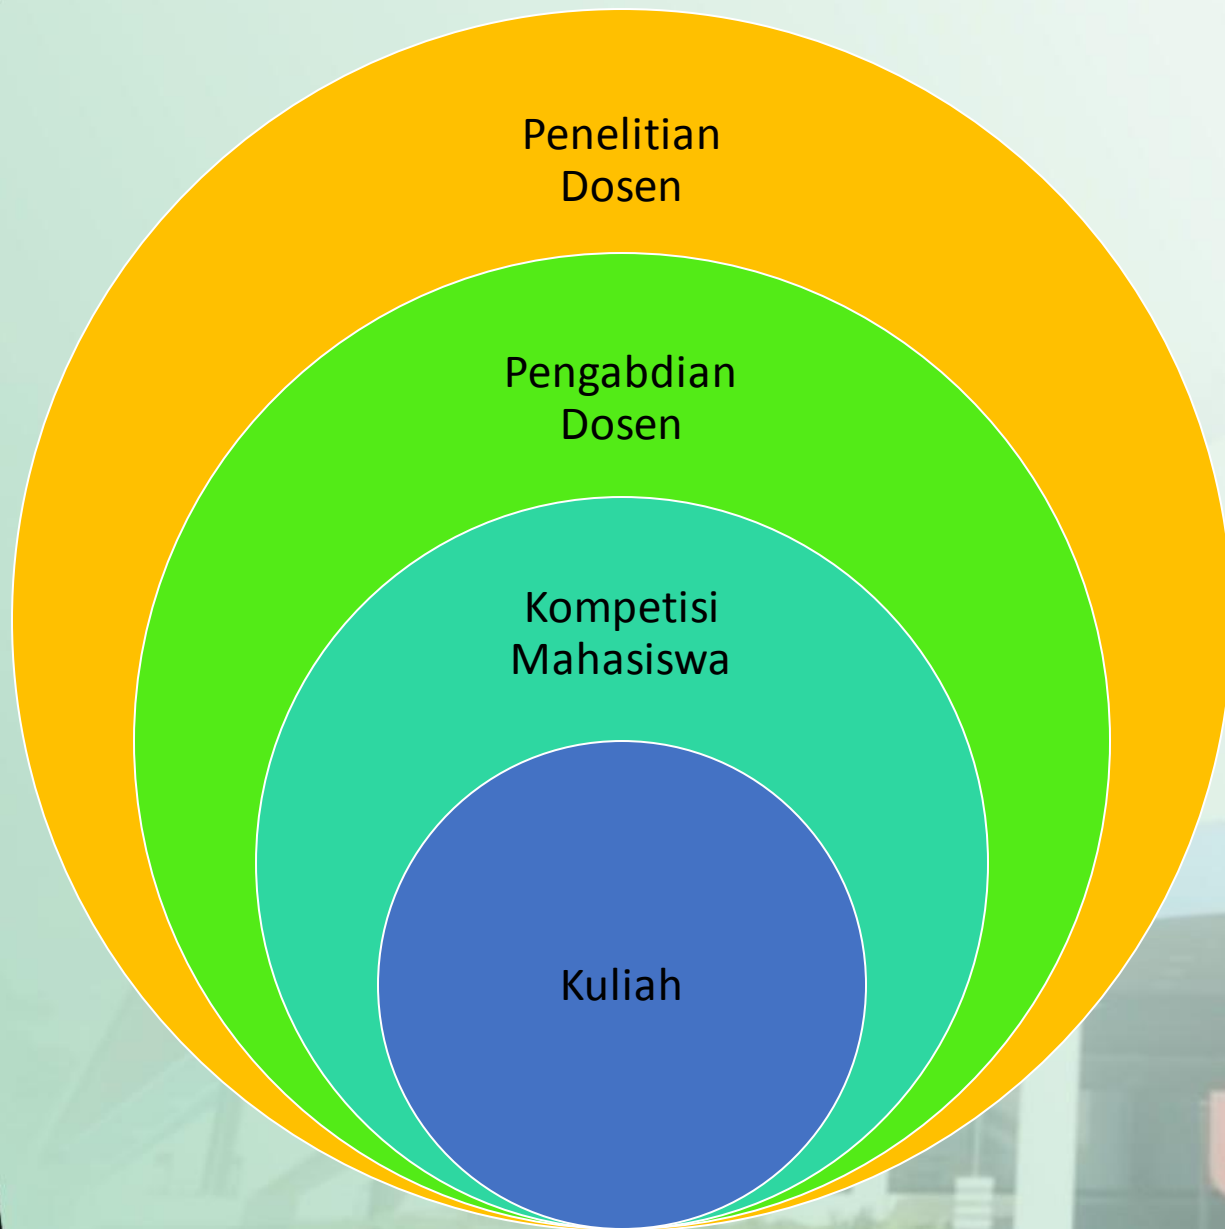 Penelitian
Dosen
Pengabdian
Dosen
Kompetisi
Mahasiswa
Kuliah